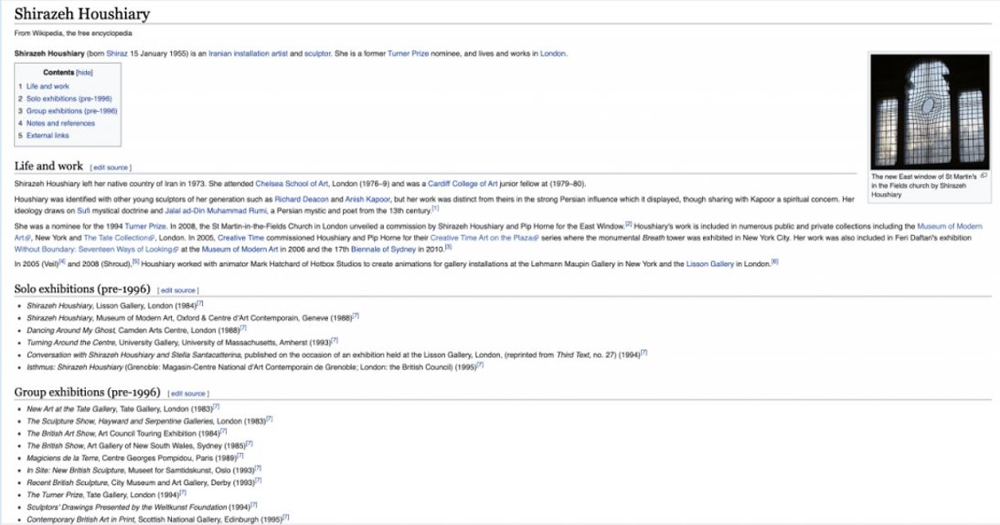 Shirazeh Houshiary
From Wikipedia, the free encyclopedia
Shirazeh Houshiary (born Shiraz 15 January 1955) is an Iranian installation artist and sculptor. She is a former Turner Prize nominee, and lives and works in London.
Contents [hide]
1 Life and work
2 Solo exhibitions (pre-1996)
3 Group exhibitions (pre-1996)
4 Notes and references
5 External links
The new East window of St Martin's
in the Fields church by Shirazeh
Houshiary
Life and work [ edit source ]
Shirazeh Houshiary left her native country of Iran in 1973. She attended Chelsea School of Art, London (1976–9) and was a Cardiff College of Art junior fellow at (1979–80).
Houshiary was identified with other young sculptors of her generation such as Richard Deacon and Anish Kapoor, but her work was distinct from theirs in the strong Persian influence which it displayed, though sharing with Kapoor a spiritual concern. Her
ideology draws on Sufi mystical doctrine and Jalal ad-Din Muhammad Rumi, a Persian mystic and poet from the 13th century.[1]
She was a nominee for the 1994 Turner Prize. In 2008, the St Martin-in-the-Fields Church in London unveiled a commission by Shirazeh Houshiary and Pip Horne for the East Window.[2] Houshiary's work is included in numerous public and private collections including the Museum of Modern
Art, New York and The Tate Collection, London. In 2005, Creative Time commissioned Houshiary and Pip Horne for their Creative Time Art on the Plaza series where the monumental Breath tower was exhibited in New York City. Her work was also included in Feri Daftari's exhibition
Without Boundary: Seventeen Ways of Looking at the Museum of Modern Art in 2006 and the 17th Biennale of Sydney in 2010.[3]
In 2005 (Veil)[4] and 2008 (Shroud),[5] Houshiary worked with animator Mark Hatchard of Hotbox Studios to create animations for gallery installations at the Lehmann Maupin Gallery in New York and the Lisson Gallery in London.[6]
Solo exhibitions (pre-1996) [ edit source ]
• Shirazeh Houshiary, Lisson Gallery, London (1984)[7]
• Shirazeh Houshiary, Museum of Modern Art, Oxford & Centre d'Art Contemporain, Geneve (1988)[7]
• Dancing Around My Ghost, Camden Arts Centre, London (1988)[7]
• Turning Around the Centre, University Gallery, University of Massachusetts, Amherst (1993)[7]
• Conversation with Shirazeh Houshiary and Stella Santacatterina, published on the occasion of an exhibition held at the Lisson Gallery, London, (reprinted from Third Text, no. 27) (1994)[7]
• Isthmus: Shirazeh Houshiary (Grenoble: Magasin-Centre National d'Art Contemporain de Grenoble; London: the British Council) (1995)[7]
Group exhibitions (pre-1996) [ edit source ]
• New Art at the Tate Gallery, Tate Gallery, London (1983)[7]
• The Sculpture Show, Hayward and Serpentine Galleries, London (1983)[7]
• The British Art Show, Art Council Touring Exhibition (1984)[7]
• The British Show, Art Gallery of New South Wales, Sydney (1985)[7]
• Magiciens de la Terre, Centre Georges Pompidou, Paris (1989)[7]
• In Site: New British Sculpture, Museet for Samtidskunst, Oslo (1993)[7]
• Recent British Sculpture, City Museum and Art Gallery, Derby (1993)[7]
• The Turner Prize, Tate Gallery, London (1994)[7]
• Sculptors' Drawings Presented by the Weltkunst Foundation (1994)[7]
• Contemporary British Art in Print, Scottish National Gallery, Edinburgh (1995)[7]